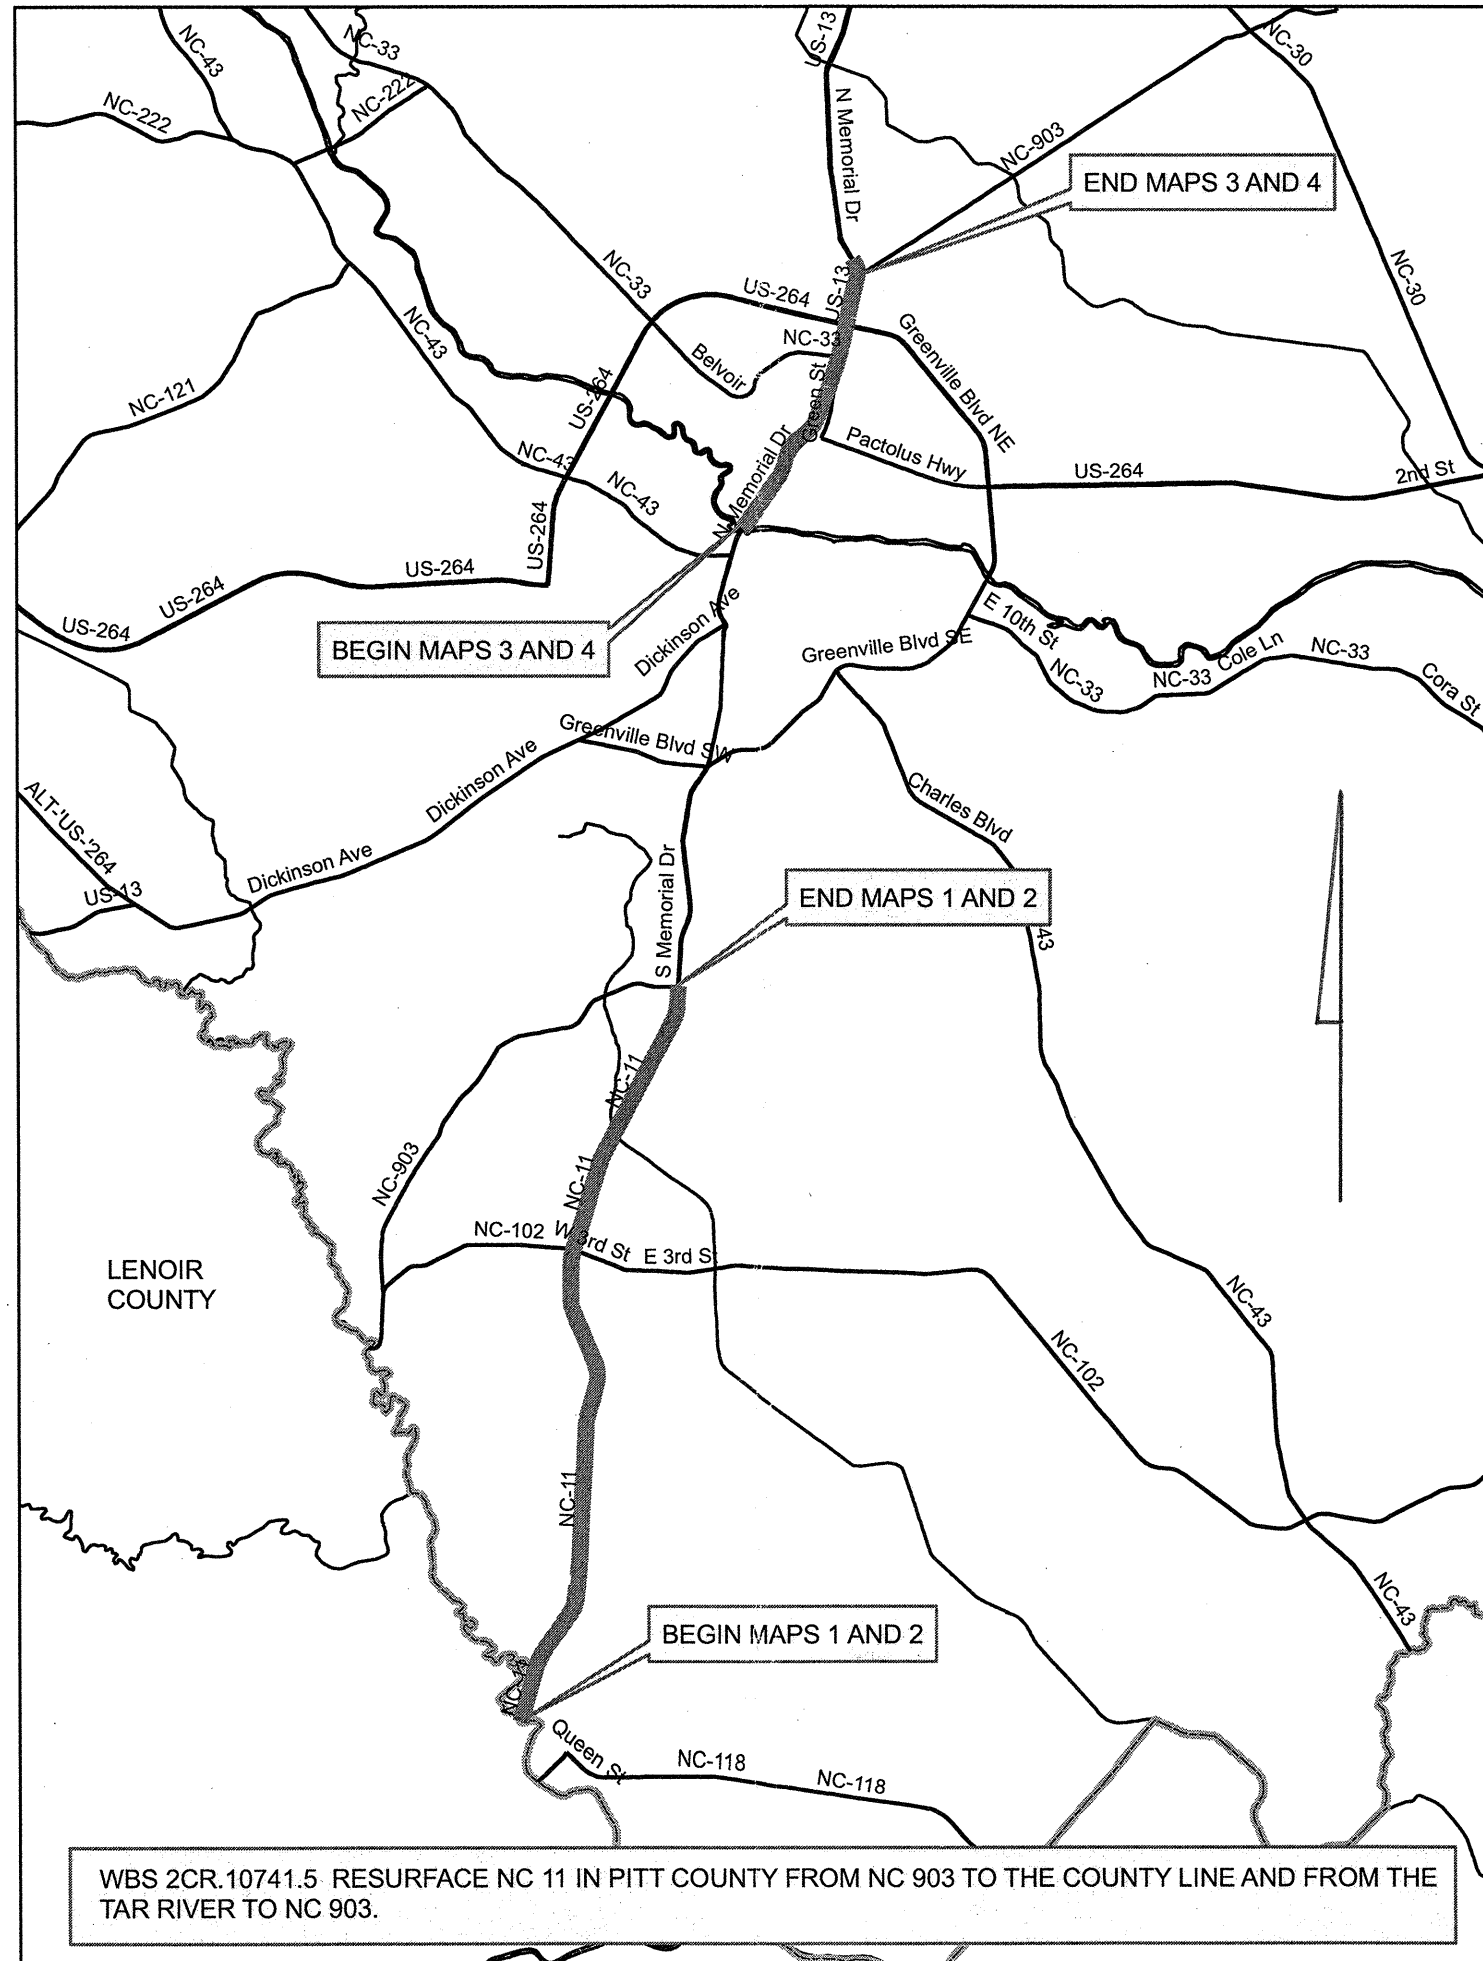 US-13
NC-43
NC-33
NC-30
NC-222
NC-222
N Memorial Dr
NC-903
END MAPS 3 AND 4
NC-33
US-264
US-13
NC-30
NC-43
NC-33
Greenville Blvd NE
Belvoir
NC-121
US-264
Green St
N Memorial Dr
Pactolus Hwy
US-264
2nd St
NC-43
NC-43
US-264
US-264
US-264
US-264
E 10th St
Dickinson Ave
BEGIN MAPS 3 AND 4
Greenville Blvd SE
NC-33
NC-33
Cole Ln
NC-33
Cora St
Greenville Blvd SW
Dickinson Ave
ALT-'US-'264
Charles Blvd
Dickinson Ave
US-13
S Memorial Dr
END MAPS 1 AND 2
43
NC-11
NC-903
NC-11
NC-102
W 3rd St
E 3rd St
LENOIR
COUNTY
NC-43
NC-102
NC-11
NC-43
BEGIN MAPS 1 AND 2
NC-11
Queen St
NC-118
NC-118
WBS 2CR.10741.5 RESURFACE NC 11 IN PITT COUNTY FROM NC 903 TO THE COUNTY LINE AND FROM THE
TAR RIVER TO NC 903.